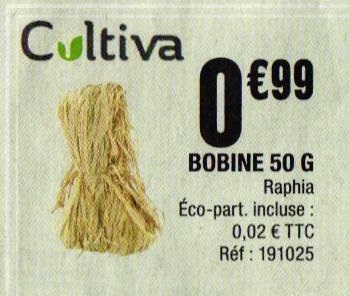 Cultiva
0€99
BOBINE 50 G
Raphia
Éco-part. incluse :
0,02 € TTC
Réf : 191025